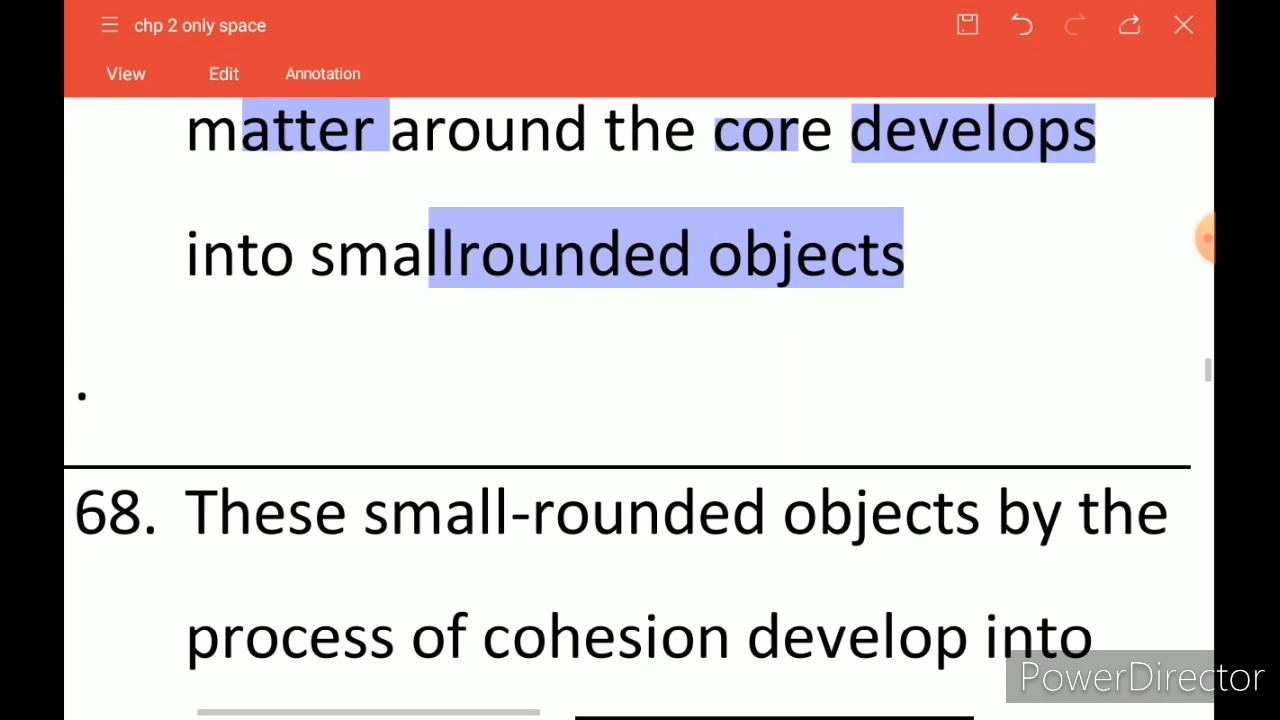 chp 2 only space
View Edit Annotation
matter around the core develops
into smallrounded objects
.
68. These small-rounded objects by the
process of cohesion develop into
PowerDirector